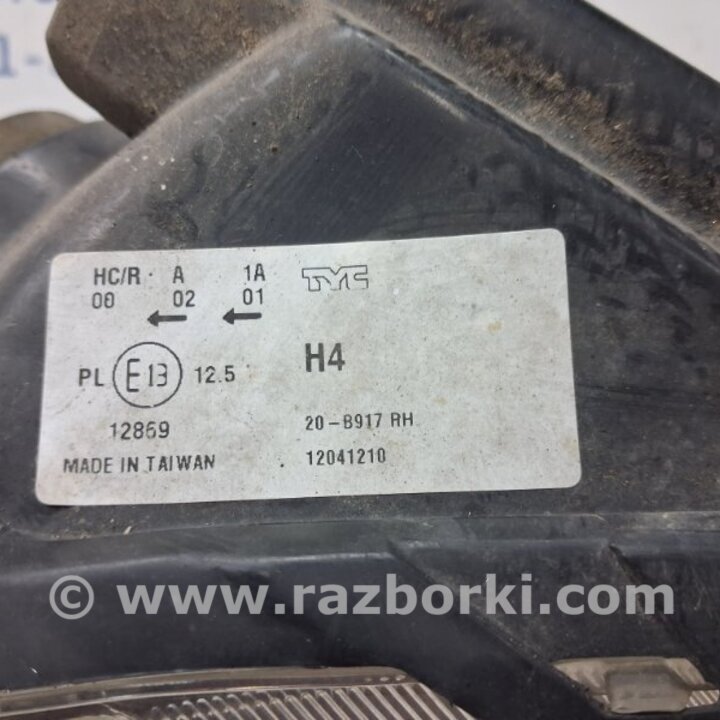 HC/R A 1A TYC
00 02 01
PL E13 12.5 H4
12869 20-B917 RH
MADE IN TAIWAN 12041210
© www.razborki.com